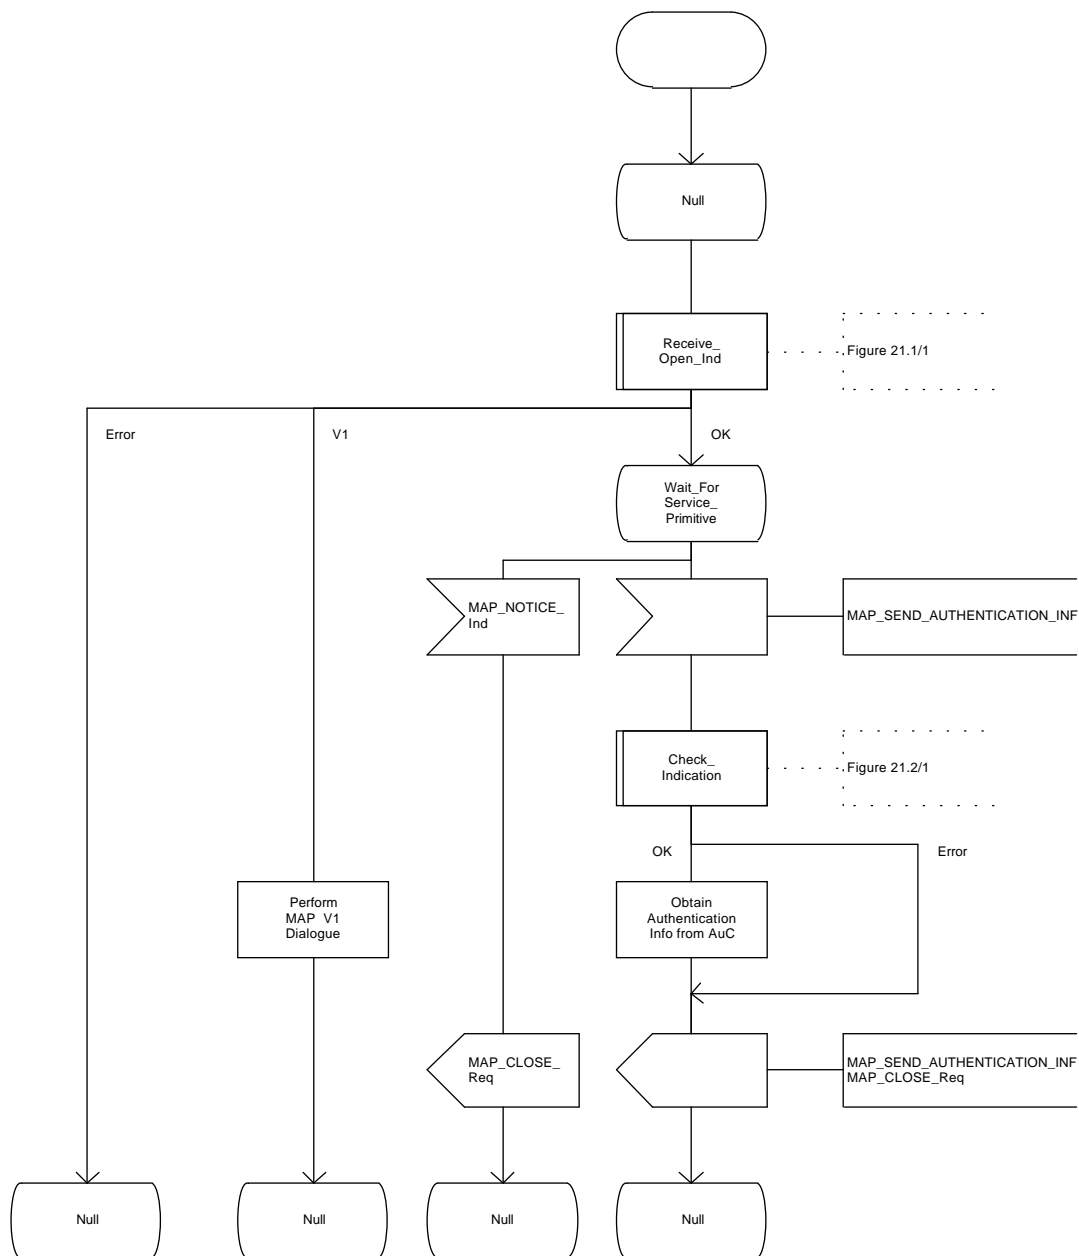 Null
Receive_
Open_Ind
Figure 21.1/1
Error
V1
OK
Wait_For
Service_
Primitive
MAP_NOTICE_
Ind
MAP_SEND_AUTHENTICATION_INF
Check_
Indication
Figure 21.2/1
OK
Error
Perform
MAP_V1
Dialogue
Obtain
Authentication
Info from AuC
MAP_CLOSE_
Req
MAP_SEND_AUTHENTICATION_INF
MAP_CLOSE_Req
Null
Null
Null
Null